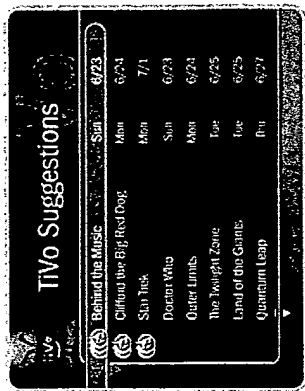 TiVo Suggestions
Behind the Music Sun 6/23
Clifford the Big Red Dog Mon 6/24
Star Trek Mon 7/1
Doctor Who Sun 6/23
Outer Limits Mon 6/24
The Twilight Zone Tue 6/25
Land of the Giants Tue 6/25
Quantum Leap Thu 6/27